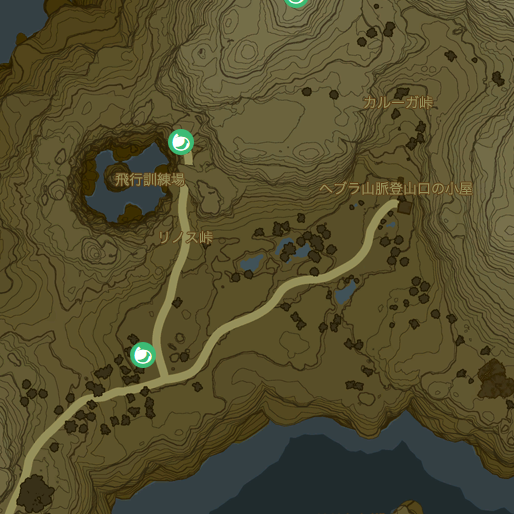 カルーガ峠
飛行訓練場
ヘブラ山脈登山口の小屋
リノス峠